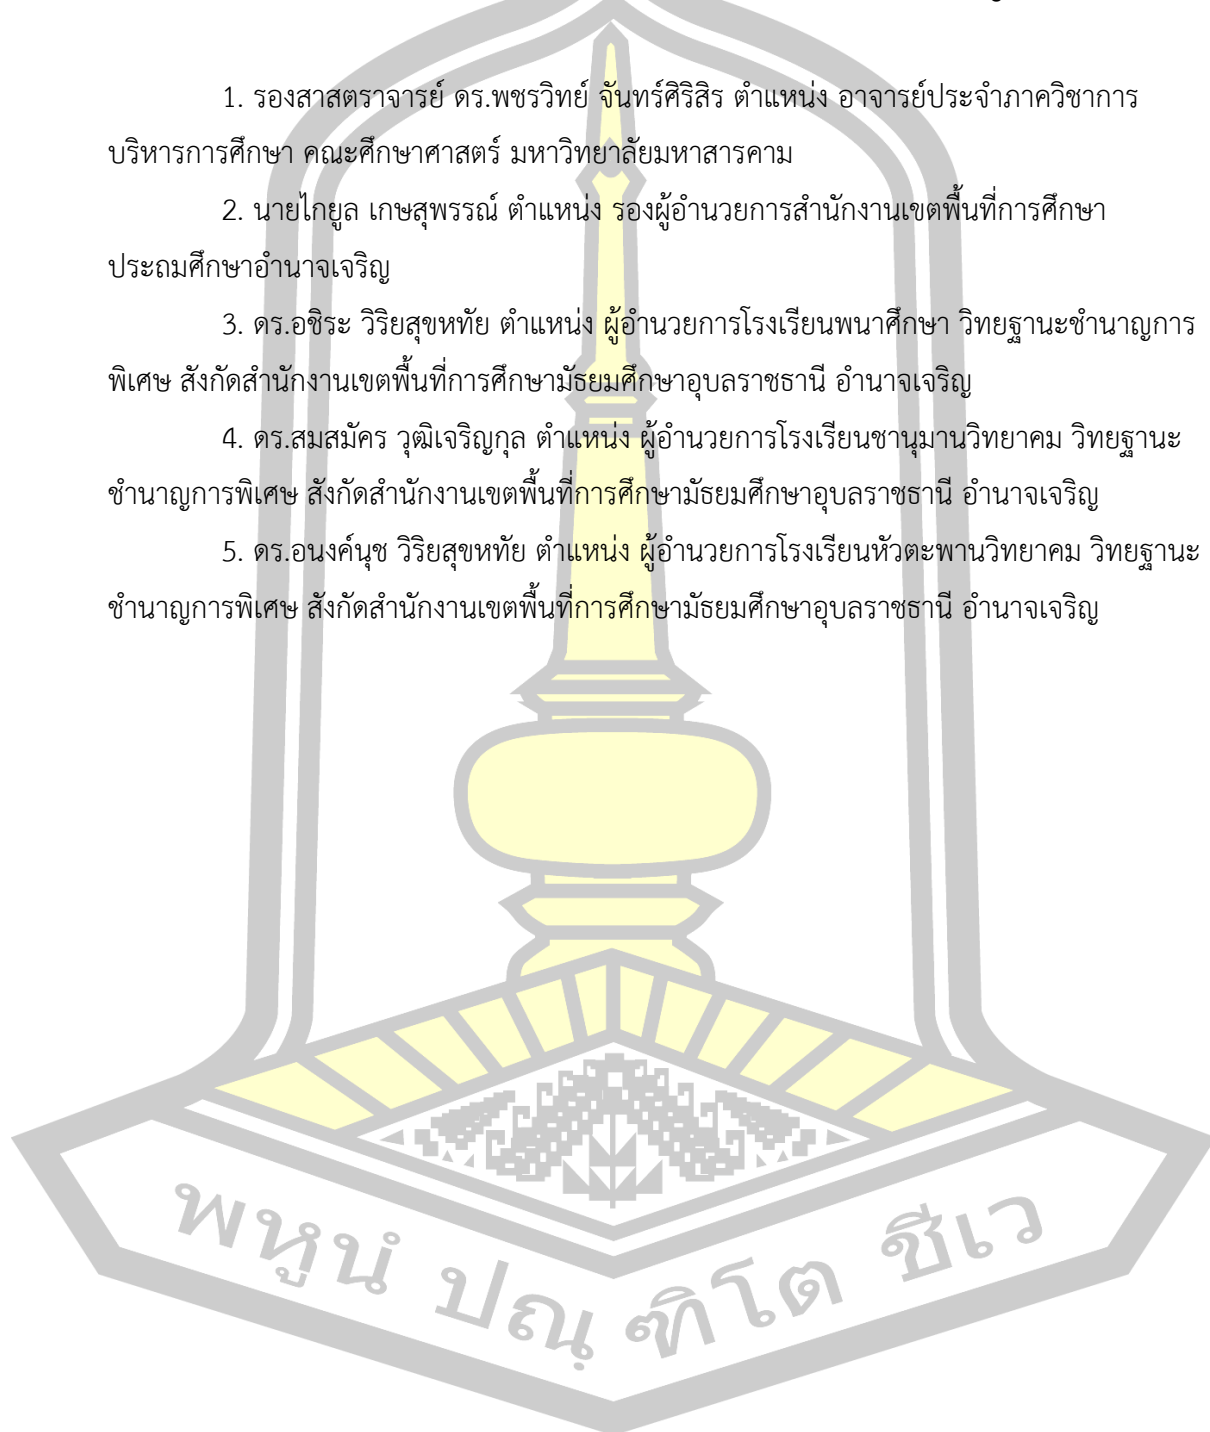 1. รองศาสตราจารย์ ดร.พชรวิทย์ จันทร์ศิริสิร ตำแหน่ง อาจารย์ประจำภาควิชาการ
บริหารการศึกษา คณะศึกษาศาสตร์ มหาวิทยาลัยมหาสารคาม
2. นายไกยูล เกษสุพรรณ์ ตำแหน่ง รองผู้อำนวยการสำนักงานเขตพื้นที่การศึกษา
ประถมศึกษาอำนาจเจริญ
3. ดร.อชิระ วิริยสุขหทัย ตำแหน่ง ผู้อำนวยการโรงเรียนพนาศึกษา วิทยฐานะชำนาญการ
พิเศษ สังกัดสำนักงานเขตพื้นที่การศึกษามัธยมศึกษาอุบลราชธานี อำนาจเจริญ
4. ดร.สมสมัคร วุฒิเจริญกุล ตำแหน่ง ผู้อำนวยการโรงเรียนชานุมานวิทยาคม วิทยฐานะ
ชำนาญการพิเศษ สังกัดสำนักงานเขตพื้นที่การศึกษามัธยมศึกษาอุบลราชธานี อำนาจเจริญ
5. ดร.อนงค์นุช วิริยสุขหทัย ตำแหน่ง ผู้อำนวยการโรงเรียนหัวตะพานวิทยาคม วิทยฐานะ
ชำนาญการพิเศษ สังกัดสำนักงานเขตพื้นที่การศึกษามัธยมศึกษาอุบลราชธานี อำนาจเจริญ
พหูนํ ปณฺฑิโต ชีเว